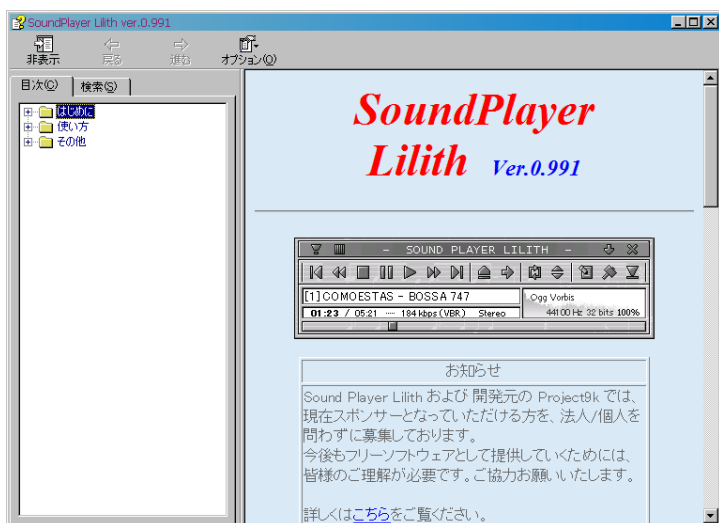 SoundPlayer Lilith ver.0.991
非表示 戻る 進む オプション(O)
目次(C) 検索(S)
はじめに
使い方
その他
SoundPlayer
Lilith Ver.0.991
- SOUND PLAYER LILITH -
[1]COMOESTAS - BOSSA 747
Ogg Vorbis
01:23 / 05:21 ---- 184 kbps (VBR) Stereo
44100 Hz 32 bits 100%
お知らせ
Sound Player Lilith および 開発元の Project9k では、
現在スポンサーとなっていただける方を、法人/個人を
問わずに募集しております。
今後もフリーソフトウェアとして提供していくためには、
皆様のご理解が必要です。ご協力お願いいたします。
詳しくはこちらをご覧ください。